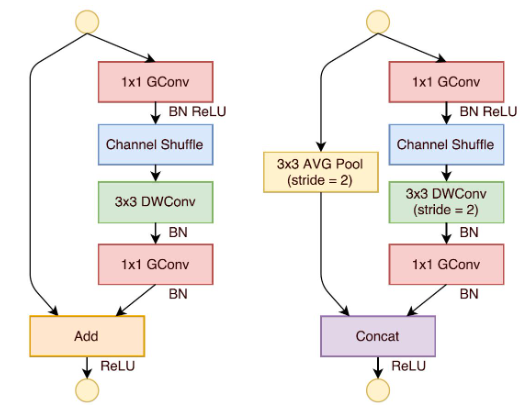 1x1 GConv
BN ReLU
Channel Shuffle
3x3 DWConv
BN
1x1 GConv
BN
Add
ReLU
1x1 GConv
BN ReLU
Channel Shuffle
3x3 AVG Pool
(stride = 2)
3x3 DWConv
(stride = 2)
BN
1x1 GConv
BN
Concat
ReLU